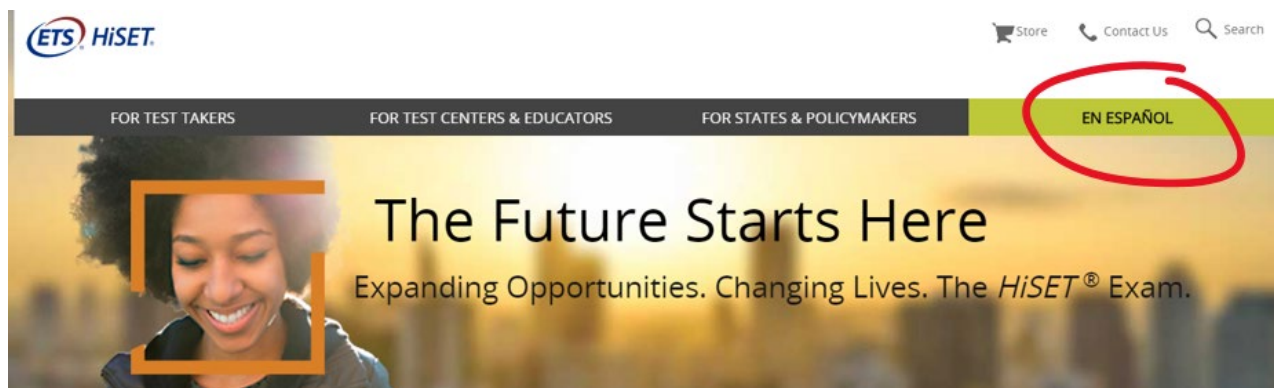 ETS® HiSET®
Store Contact Us Search
FOR TEST TAKERS FOR TEST CENTERS & EDUCATORS FOR STATES & POLICYMAKERS EN ESPAÑOL
The Future Starts Here
Expanding Opportunities. Changing Lives. The HiSET® Exam.